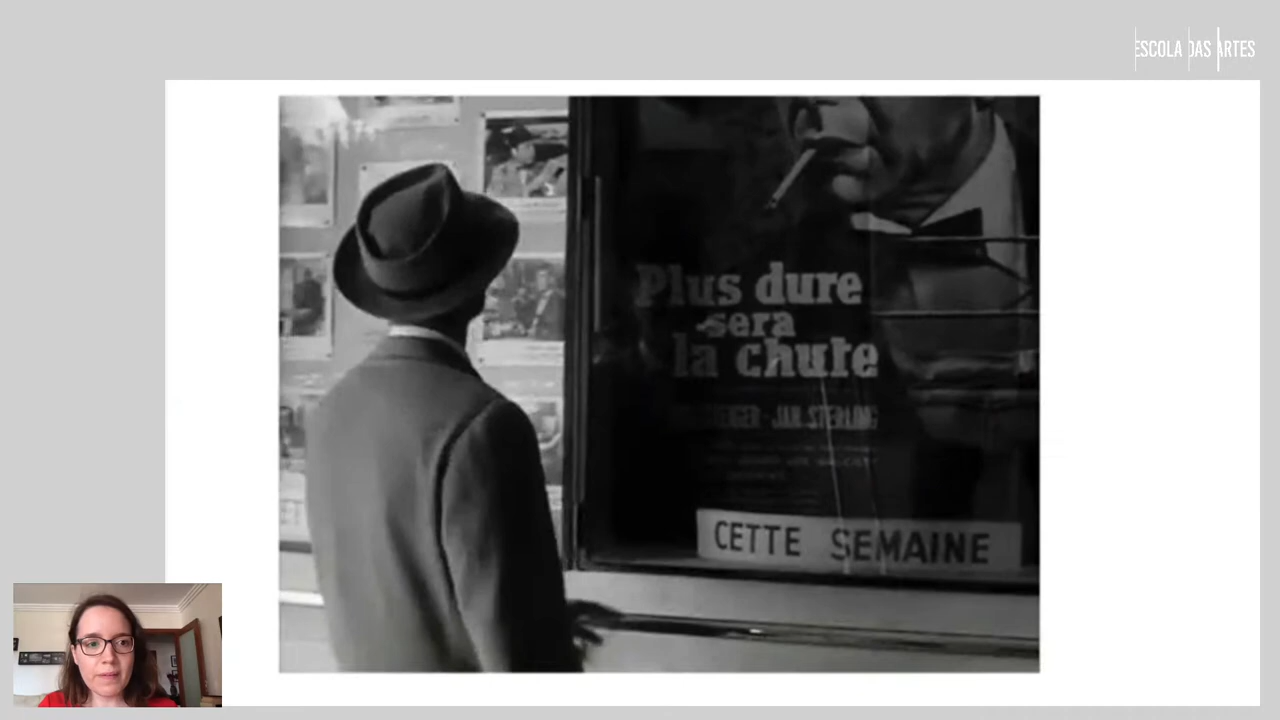 ESCOLA DAS ARTES
Plus dure
sera
la chute
JAN STERLING
CETTE SEMAINE